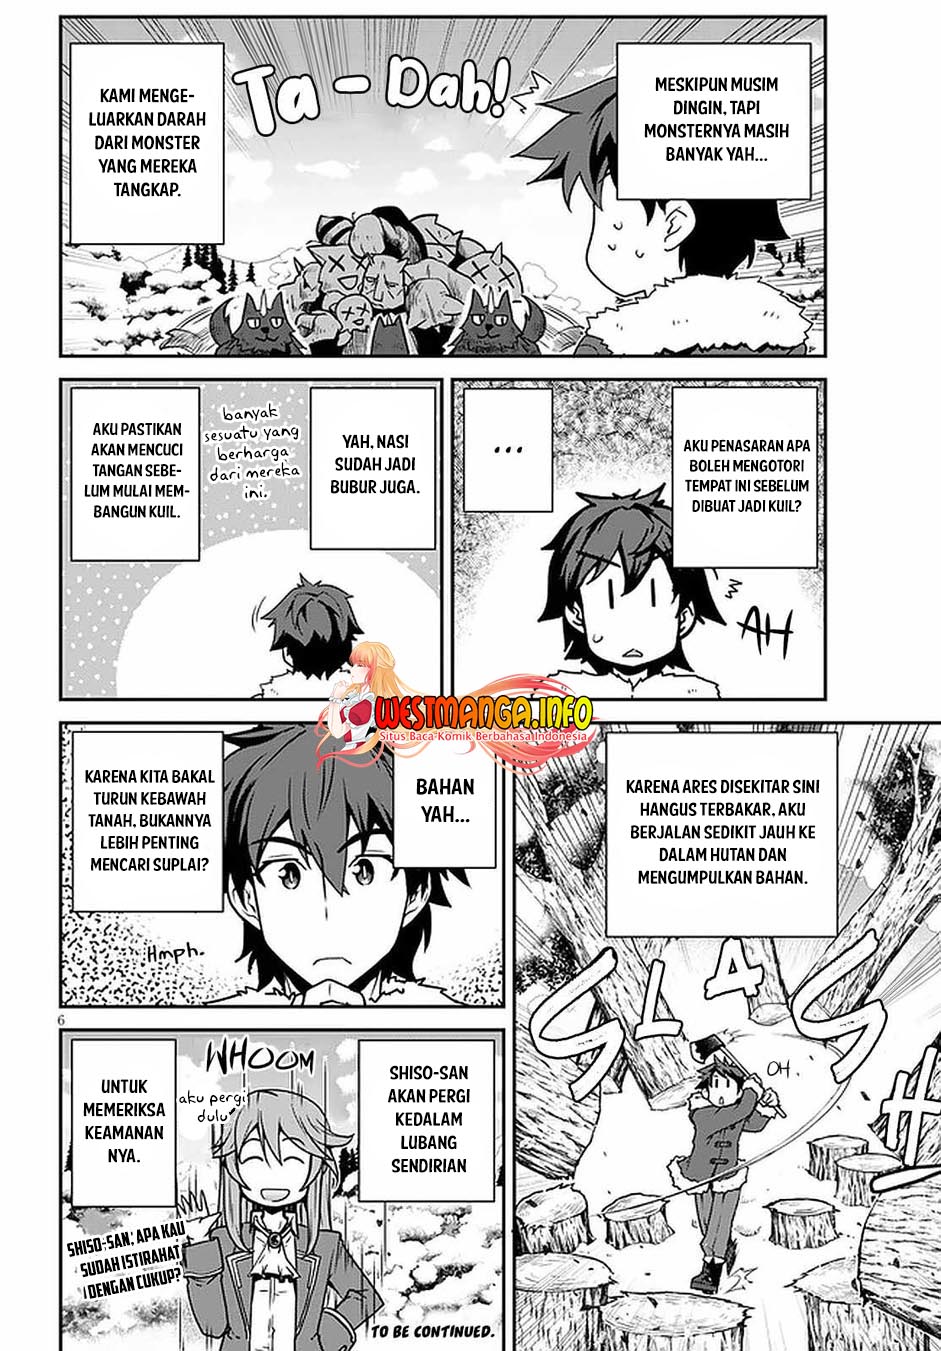 MESKIPUN MUSIM
DINGIN, TAPI
MONSTERNYA MASIH
BANYAK YAH...
Ta - Dah!
KAMI MENGE-
LUARKAN DARAH
DARI MONSTER
YANG MEREKA
TANGKAP.
AKU PENASARAN APA
BOLEH MENGOTORI
TEMPAT INI SEBELUM
DIBUAT JADI KUIL?
...
AH
YAH, NASI
SUDAH JADI
BUBUR JUGA.
banyak
sesuatu yang
berharga
dari mereka
ini.
AKU PASTIKAN
AKAN MENCUCI
TANGAN SEBE-
LUM MULAI MEM-
BANGUN KUIL.
WESTMANGA.INFO
Situs Baca Komik Berbahasa Indonesia
KARENA ARES DISEKITAR SINI
HANGUS TERBAKAR, AKU
BERJALAN SEDIKIT JAUH KE
DALAM HUTAN DAN
MENGUMPULKAN BAHAN.
SLASH
OH.
BAHAN
YAH...
KARENA KITA BAKAL
TURUN KEBAWAH
TANAH, BUKANNYA
LEBIH PENTING
MENCARI SUPLAI?
Hmph.
6
SHISO-SAN
AKAN PERGI
KEDALAM
LUBANG
SENDIRIAN
WHOOM
aku pergi
dulu
UNTUK
MEMERIKSA
KEAMANAN
NYA.
SHISO-SAN, APA KAU
SUDAH ISTIRAHAT
DENGAN CUKUP?
TO BE CONTINUED.